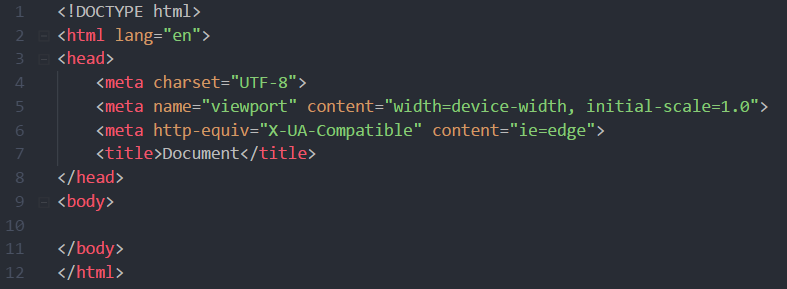 1 <!DOCTYPE html>
2 <html lang="en">
3 <head>
4     <meta charset="UTF-8">
5     <meta name="viewport" content="width=device-width, initial-scale=1.0">
6     <meta http-equiv="X-UA-Compatible" content="ie=edge">
7     <title>Document</title>
8 </head>
9 <body>
10
11 </body>
12 </html>